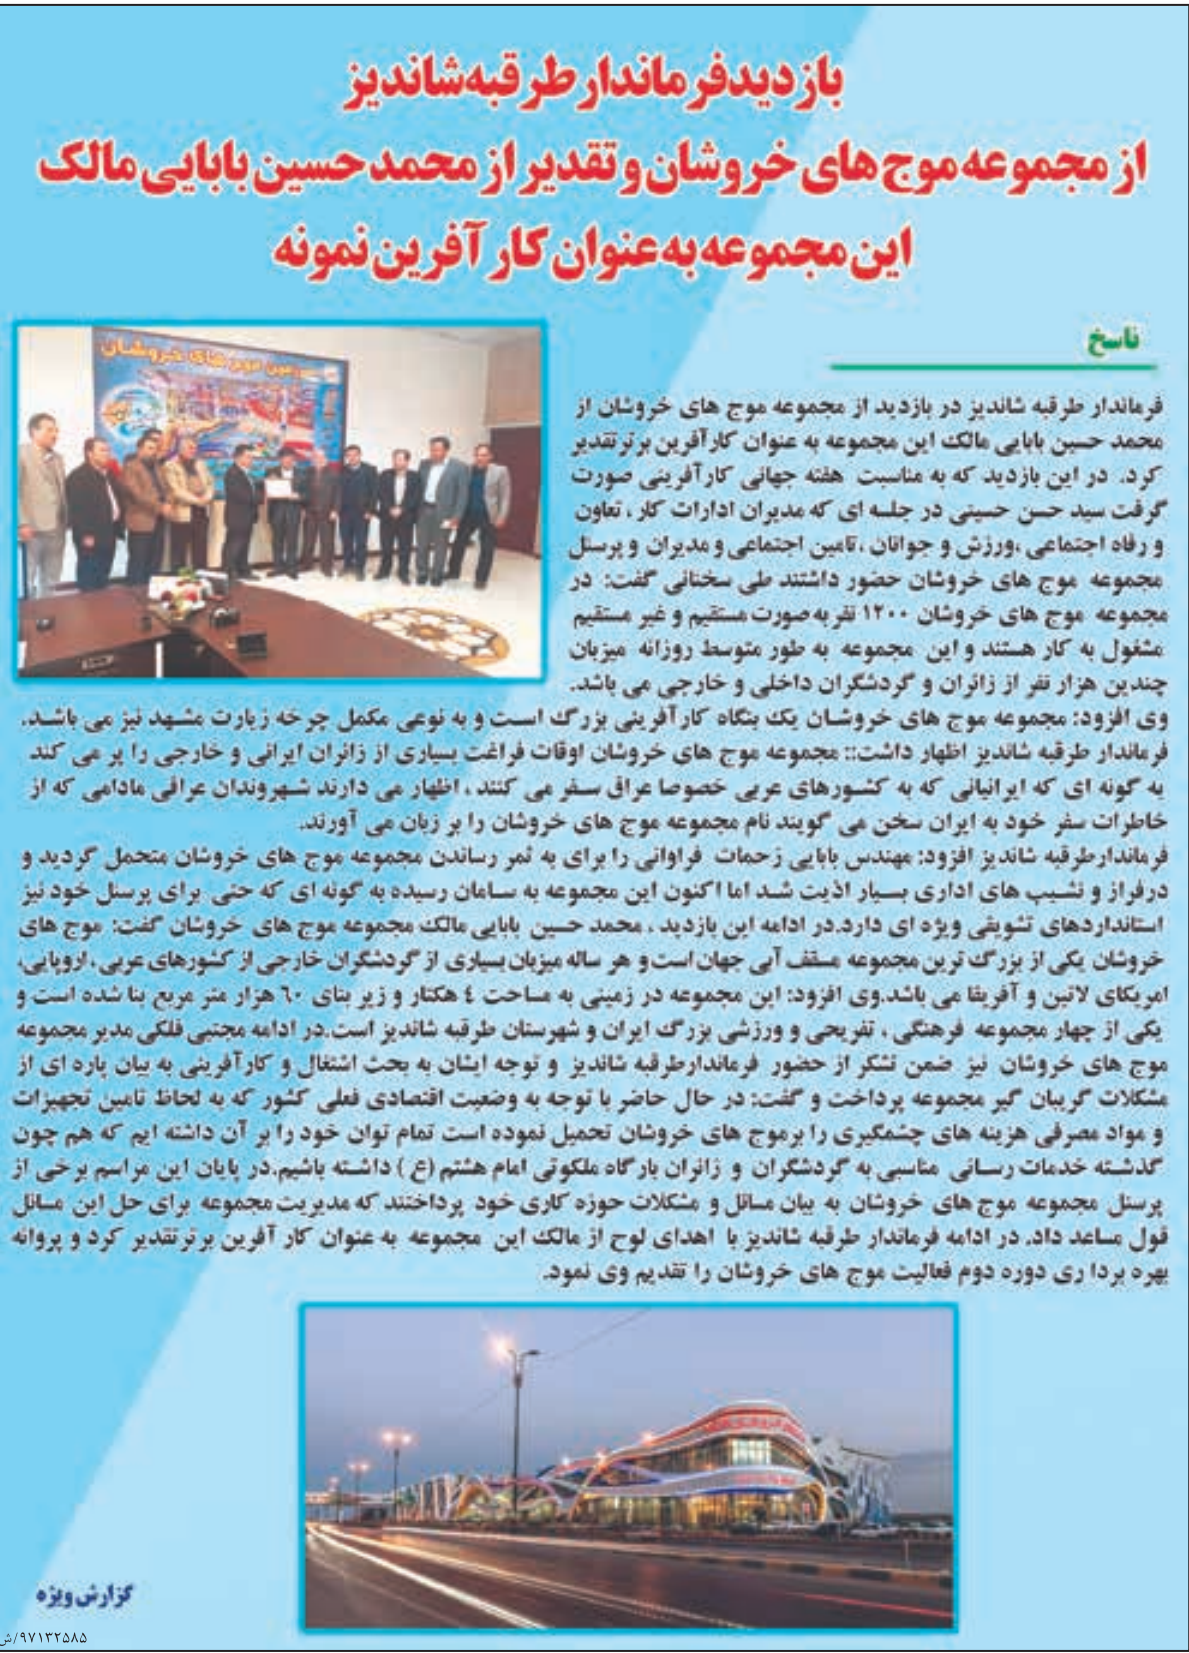 بازدیدفرماندارطرقبه‌شاندیز
از مجموعه موج‌های خروشان و تقدیر از محمدحسین بابایی مالک
این مجموعه به عنوان کار آفرین نمونه
ناسخ
سرزمین موج های خروشان
فرماندار طرقبه شاندیز در بازدید از مجموعه موج های خروشان از
محمد حسین بابایی مالک این مجموعه به عنوان کارآفرین برترتقدیر
کرد. در این بازدید که به مناسبت هفته جهانی کارآفرینی صورت
گرفت سید حسن حسینی در جلسه ای که مدیران ادارات کار ، تعاون
و رفاه اجتماعی ،ورزش و جوانان ،تامین اجتماعی و مدیران و پرسنل
مجموعه موج های خروشان حضور داشتند طی سخنانی گفت: در
مجموعه موج های خروشان ۱۲۰۰ نفر به صورت مستقیم و غیر مستقیم
مشغول به کار هستند و این مجموعه به طور متوسط روزانه میزبان
چندین هزار نفر از زائران و گردشگران داخلی و خارجی می باشد.
وی افزود: مجموعه موج های خروشان یک بنگاه کارآفرینی بزرگ است و به نوعی مکمل چرخه زیارت مشهد نیز می باشد.
فرماندار طرقبه شاندیز اظهار داشت:: مجموعه موج های خروشان اوقات فراغت بسیاری از زائران ایرانی و خارجی را پر می کند
به گونه ای که ایرانیانی که به کشورهای عربی خصوصا عراق سفر می کنند ، اظهار می دارند شهروندان عراقی مادامی که از
خاطرات سفر خود به ایران سخن می گویند نام مجموعه موج های خروشان را بر زبان می آورند.
فرماندارطرقبه شاندیز افزود: مهندس بابایی زحمات فراوانی را برای به ثمر رساندن مجموعه موج های خروشان متحمل گردید و
درفراز و نشیب های اداری بسیار اذیت شد اما اکنون این مجموعه به سامان رسیده به گونه ای که حتی برای پرسنل خود نیز
استانداردهای تشویقی ویژه ای دارد.در ادامه این بازدید ، محمد حسین بابایی مالک مجموعه موج های خروشان گفت: موج های
خروشان یکی از بزرگ ترین مجموعه مسقف آبی جهان است و هر ساله میزبان بسیاری از گردشگران خارجی از کشورهای عربی ، اروپایی،
امریکای لاتین و آفریقا می باشد.وی افزود: این مجموعه در زمینی به مساحت ٤ هکتار و زیر بنای ٦۰ هزار متر مربع بنا شده است و
یکی از چهار مجموعه فرهنگی ، تفریحی و ورزشی بزرگ ایران و شهرستان طرقبه شاندیز است.در ادامه مجتبی فلکی مدیر مجموعه
موج های خروشان نیز ضمن تشکر از حضور فرماندارطرقبه شاندیز و توجه ایشان به بحث اشتغال و کارآفرینی به بیان پاره ای از
مشکلات گریبان گیر مجموعه پرداخت و گفت: در حال حاضر با توجه به وضعیت اقتصادی فعلی کشور که به لحاظ تامین تجهیزات
و مواد مصرفی هزینه های چشمگیری را برموج های خروشان تحمیل نموده است تمام توان خود را بر آن داشته ایم که هم چون
گذشته خدمات رسانی مناسبی به گردشگران و زائران بارگاه ملکوتی امام هشتم (ع ) داشته باشیم.در پایان این مراسم برخی از
پرسنل مجموعه موج های خروشان به بیان مسائل و مشکلات حوزه کاری خود پرداختند که مدیریت مجموعه برای حل این مسائل
قول مساعد داد. در ادامه فرماندار طرقبه شاندیز با اهدای لوح از مالک این مجموعه به عنوان کار آفرین برترتقدیر کرد و پروانه
بهره بردا ری دوره دوم فعالیت موج های خروشان را تقدیم وی نمود.
گزارش ویژه
۹۷۱۳۲۵۸۵/ش